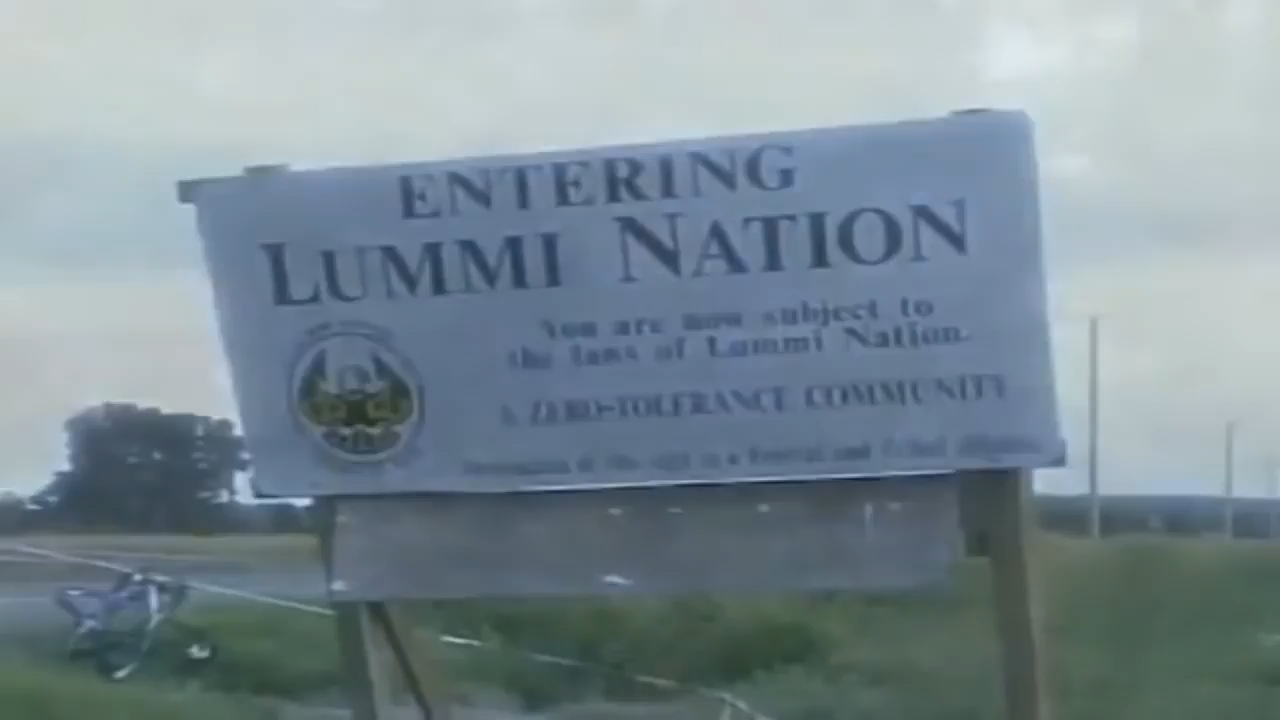 ENTERING
LUMMI NATION
You are now subject to
the laws of Lummi Nation.
A ZERO-TOLERANCE COMMUNITY